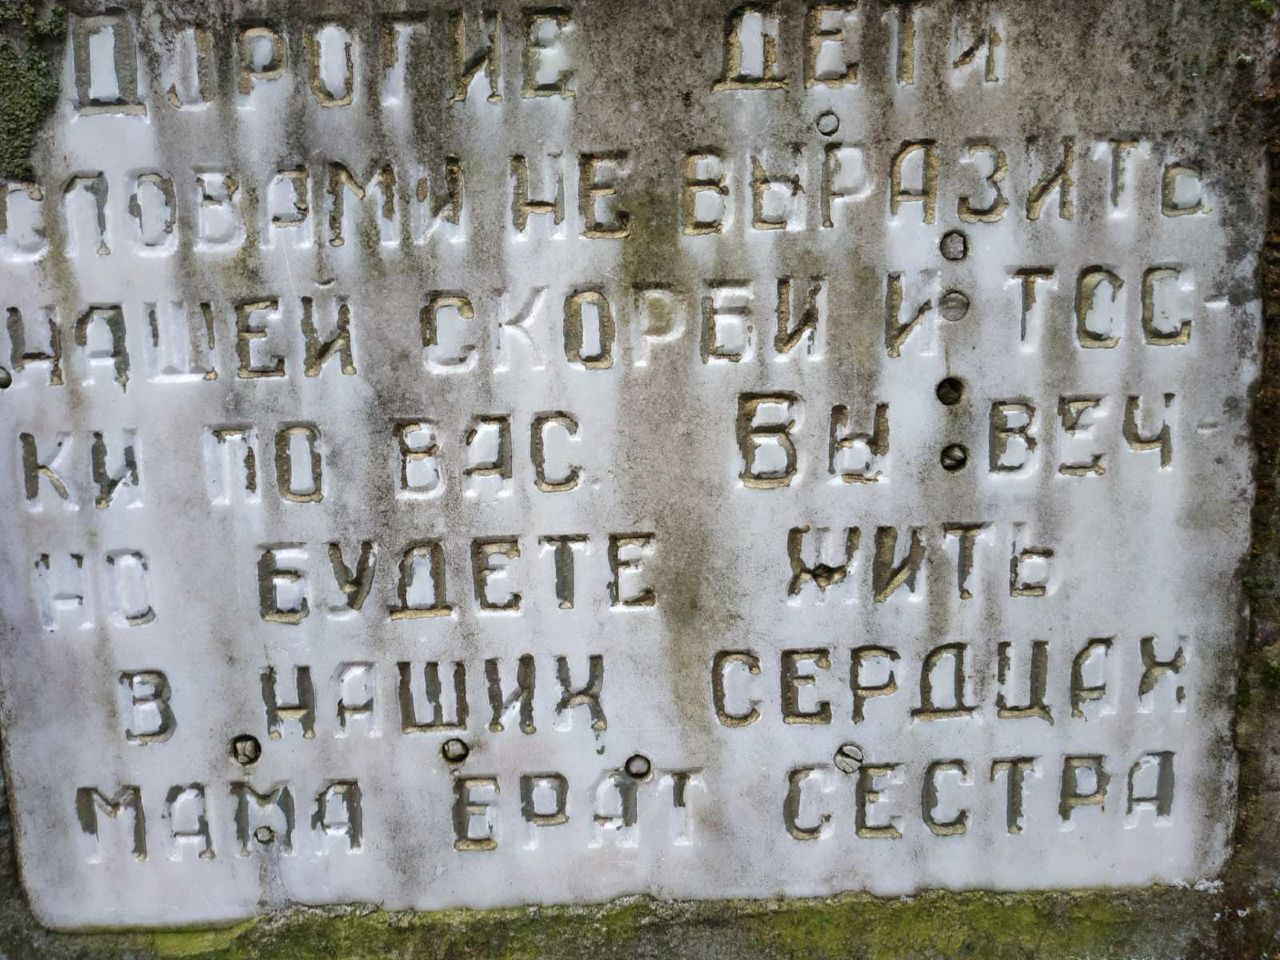 ДОРОГИЕ ДЕТИ
СЛОВАМИ НЕ ВЫРАЗИТЬ
НАШЕЙ СКОРБИ И ТОС-
КИ ПО ВАС ВЫ ВЕЧ-
НО БУДЕТЕ ЖИТЬ
В НАШИХ СЕРДЦАХ
МАМА БРАТ СЕСТРА